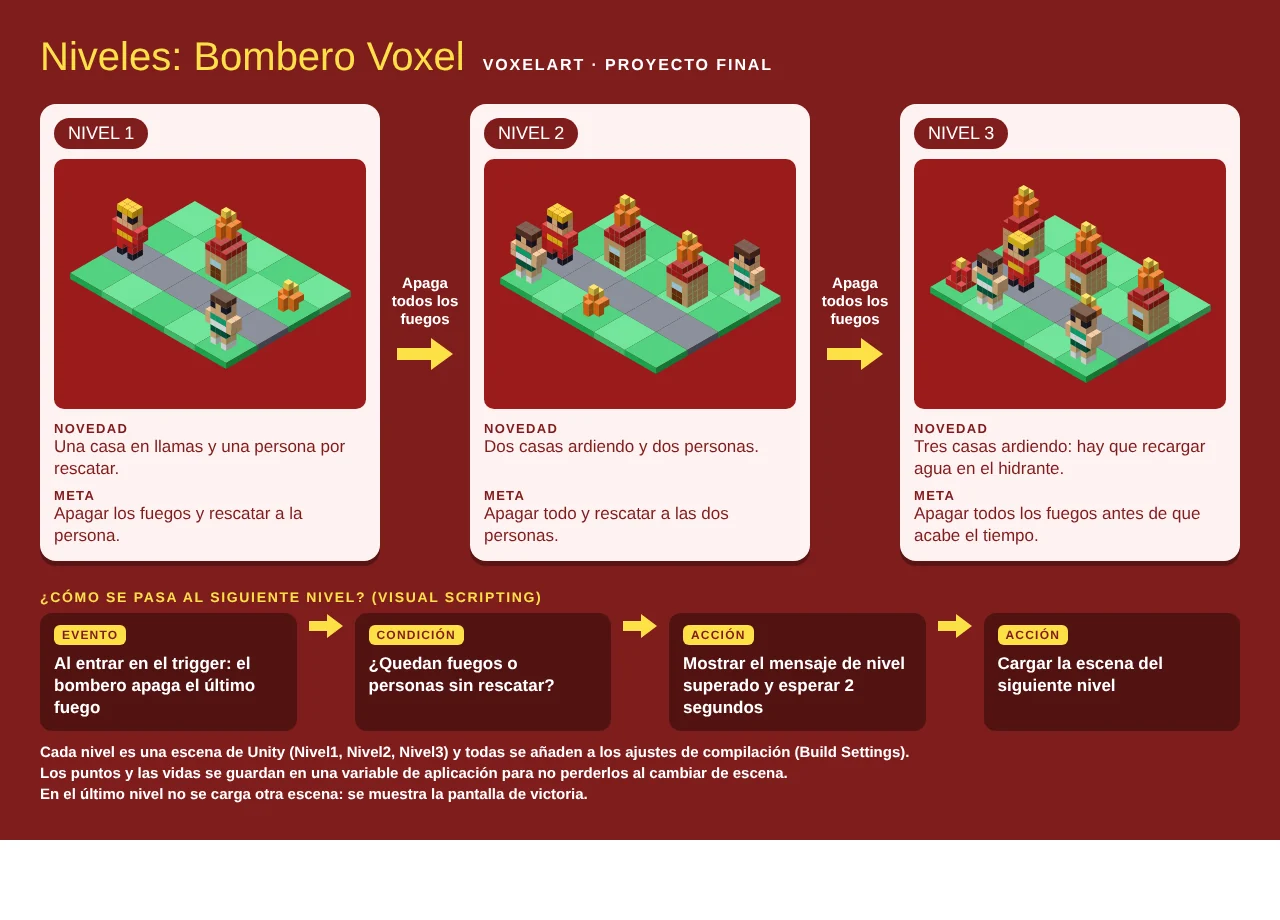 Niveles: Bombero Voxel VOXELART · PROYECTO FINAL
NIVEL 1
NOVEDAD
Una casa en llamas y una persona por
rescatar.
META
Apagar los fuegos y rescatar a la
persona.
Apaga
todos los
fuegos
NIVEL 2
NOVEDAD
Dos casas ardiendo y dos personas.
META
Apagar todo y rescatar a las dos
personas.
Apaga
todos los
fuegos
NIVEL 3
NOVEDAD
Tres casas ardiendo: hay que recargar
agua en el hidrante.
META
Apagar todos los fuegos antes de que
acabe el tiempo.
¿CÓMO SE PASA AL SIGUIENTE NIVEL? (VISUAL SCRIPTING)
EVENTO
Al entrar en el trigger: el
bombero apaga el último
fuego
CONDICIÓN
¿Quedan fuegos o
personas sin rescatar?
ACCIÓN
Mostrar el mensaje de nivel
superado y esperar 2
segundos
ACCIÓN
Cargar la escena del
siguiente nivel
Cada nivel es una escena de Unity (Nivel1, Nivel2, Nivel3) y todas se añaden a los ajustes de compilación (Build Settings).
Los puntos y las vidas se guardan en una variable de aplicación para no perderlos al cambiar de escena.
En el último nivel no se carga otra escena: se muestra la pantalla de victoria.